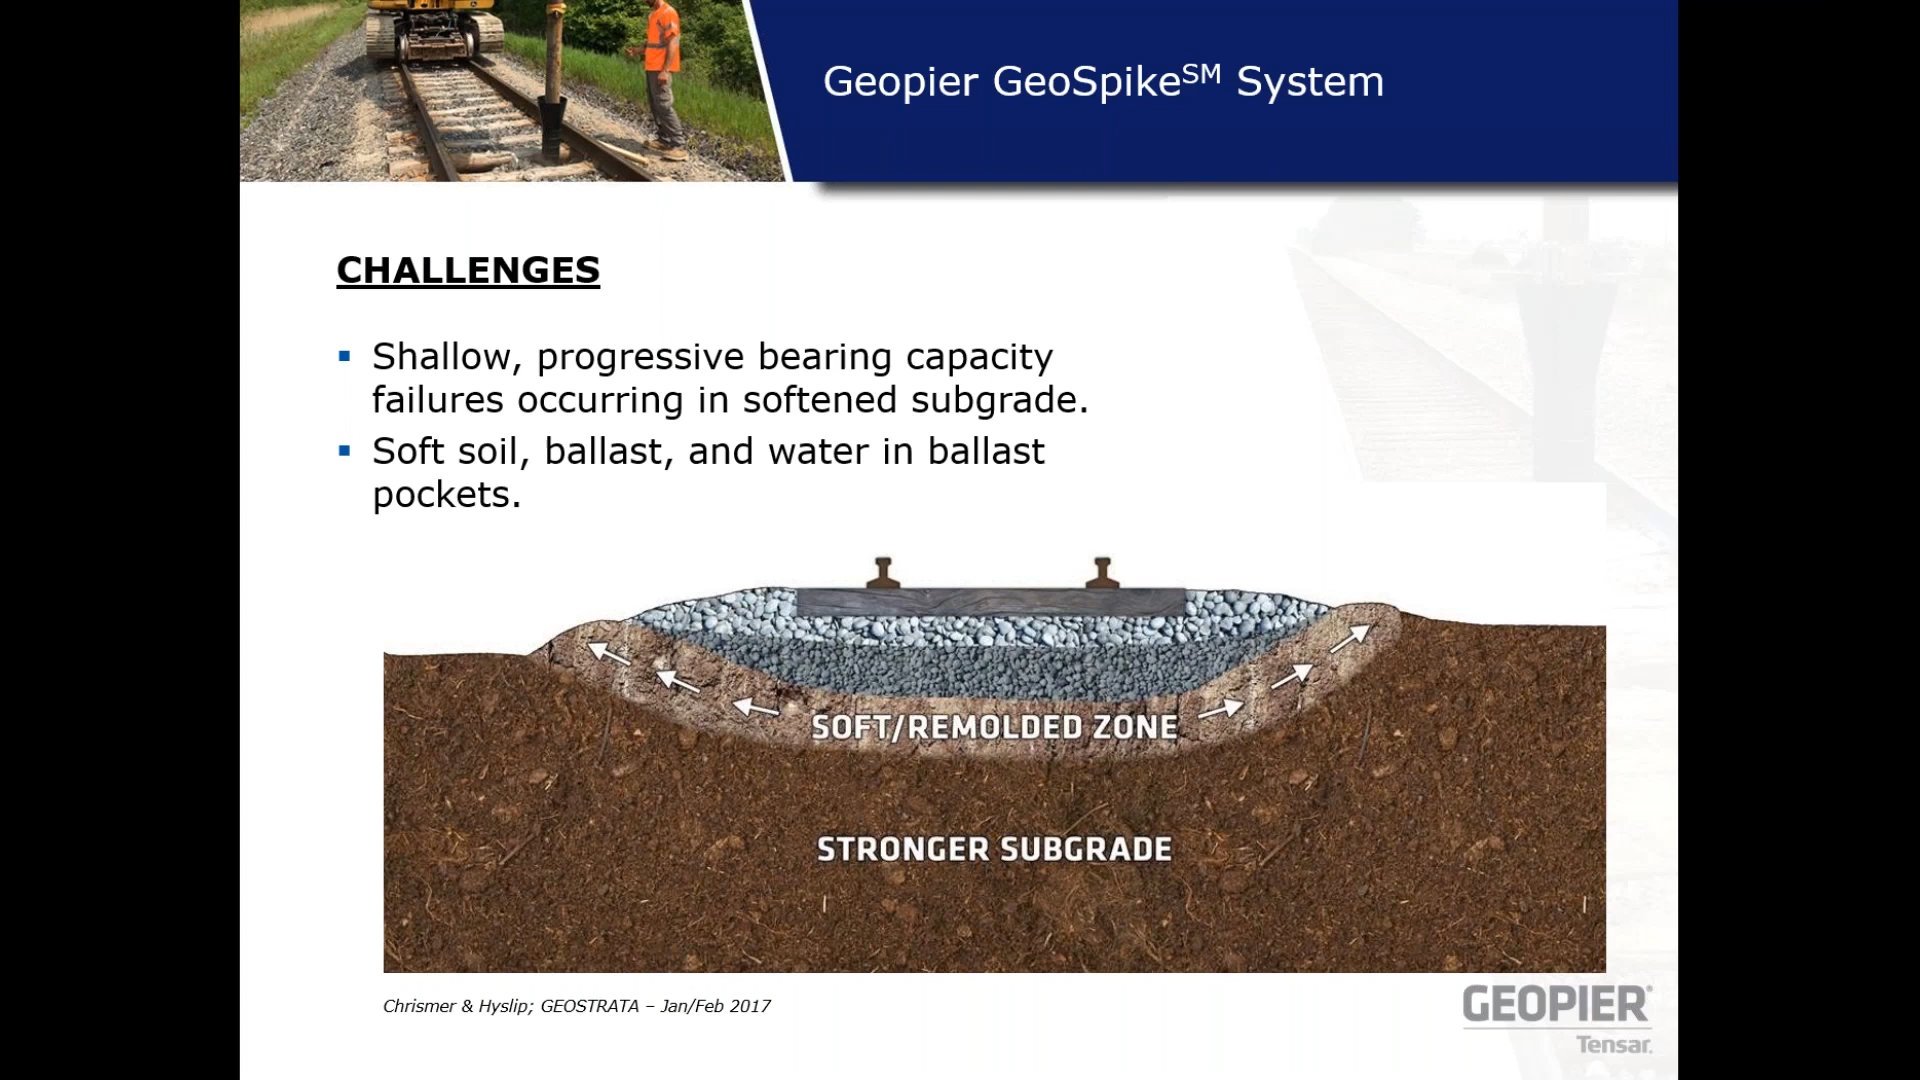 Geopier GeoSpikeSM System
CHALLENGES
Shallow, progressive bearing capacity
failures occurring in softened subgrade.
Soft soil, ballast, and water in ballast
pockets.
SOFT/REMOLDED ZONE
STRONGER SUBGRADE
Chrismer & Hyslip; GEOSTRATA – Jan/Feb 2017
GEOPIER®
Tensar.